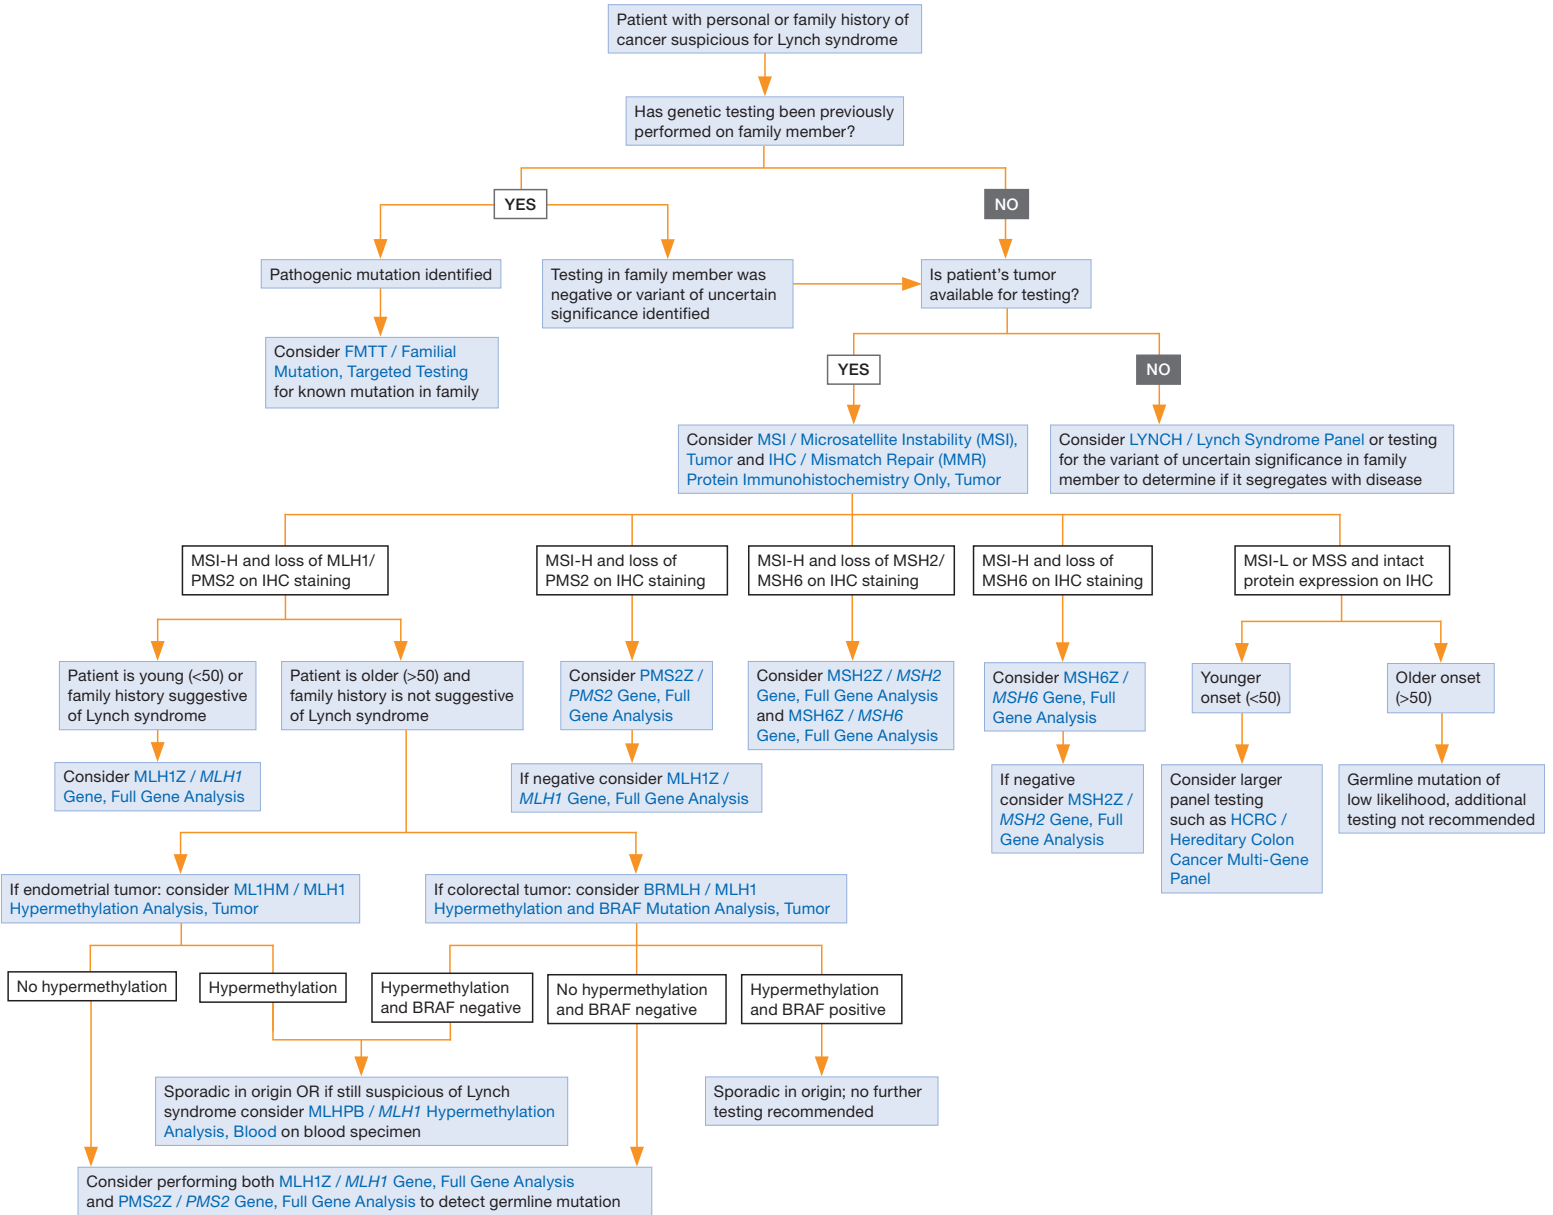 Patient with personal or family history of
cancer suspicious for Lynch syndrome
Has genetic testing been previously
performed on family member?
YES
NO
Pathogenic mutation identified
Testing in family member was
negative or variant of uncertain
significance identified
Is patient's tumor
available for testing?
Consider FMTT / Familial
Mutation, Targeted Testing
for known mutation in family
YES
NO
Consider MSI / Microsatellite Instability (MSI),
Tumor and IHC / Mismatch Repair (MMR)
Protein Immunohistochemistry Only, Tumor
Consider LYNCH / Lynch Syndrome Panel or testing
for the variant of uncertain significance in family
member to determine if it segregates with disease
MSI-H and loss of MLH1/
PMS2 on IHC staining
MSI-H and loss of
PMS2 on IHC staining
MSI-H and loss of MSH2/
MSH6 on IHC staining
MSI-H and loss of
MSH6 on IHC staining
MSI-L or MSS and intact
protein expression on IHC
Patient is young (<50) or
family history suggestive
of Lynch syndrome
Patient is older (>50) and
family history is not suggestive
of Lynch syndrome
Consider PMS2Z /
PMS2 Gene, Full
Gene Analysis
Consider MSH2Z / MSH2
Gene, Full Gene Analysis
and MSH6Z / MSH6
Gene, Full Gene Analysis
Consider MSH6Z /
MSH6 Gene, Full
Gene Analysis
Younger
onset (<50)
Older onset
(>50)
Consider MLH1Z / MLH1
Gene, Full Gene Analysis
If negative consider MLH1Z /
MLH1 Gene, Full Gene Analysis
If negative
consider MSH2Z /
MSH2 Gene, Full
Gene Analysis
Consider larger
panel testing
such as HCRC /
Hereditary Colon
Cancer Multi-Gene
Panel
Germline mutation of
low likelihood, additional
testing not recommended
If endometrial tumor: consider ML1HM / MLH1
Hypermethylation Analysis, Tumor
If colorectal tumor: consider BRMLH / MLH1
Hypermethylation and BRAF Mutation Analysis, Tumor
No hypermethylation
Hypermethylation
Hypermethylation
and BRAF negative
No hypermethylation
and BRAF negative
Hypermethylation
and BRAF positive
Sporadic in origin OR if still suspicious of Lynch
syndrome consider MLHPB / MLH1 Hypermethylation
Analysis, Blood on blood specimen
Sporadic in origin; no further
testing recommended
Consider performing both MLH1Z / MLH1 Gene, Full Gene Analysis
and PMS2Z / PMS2 Gene, Full Gene Analysis to detect germline mutation